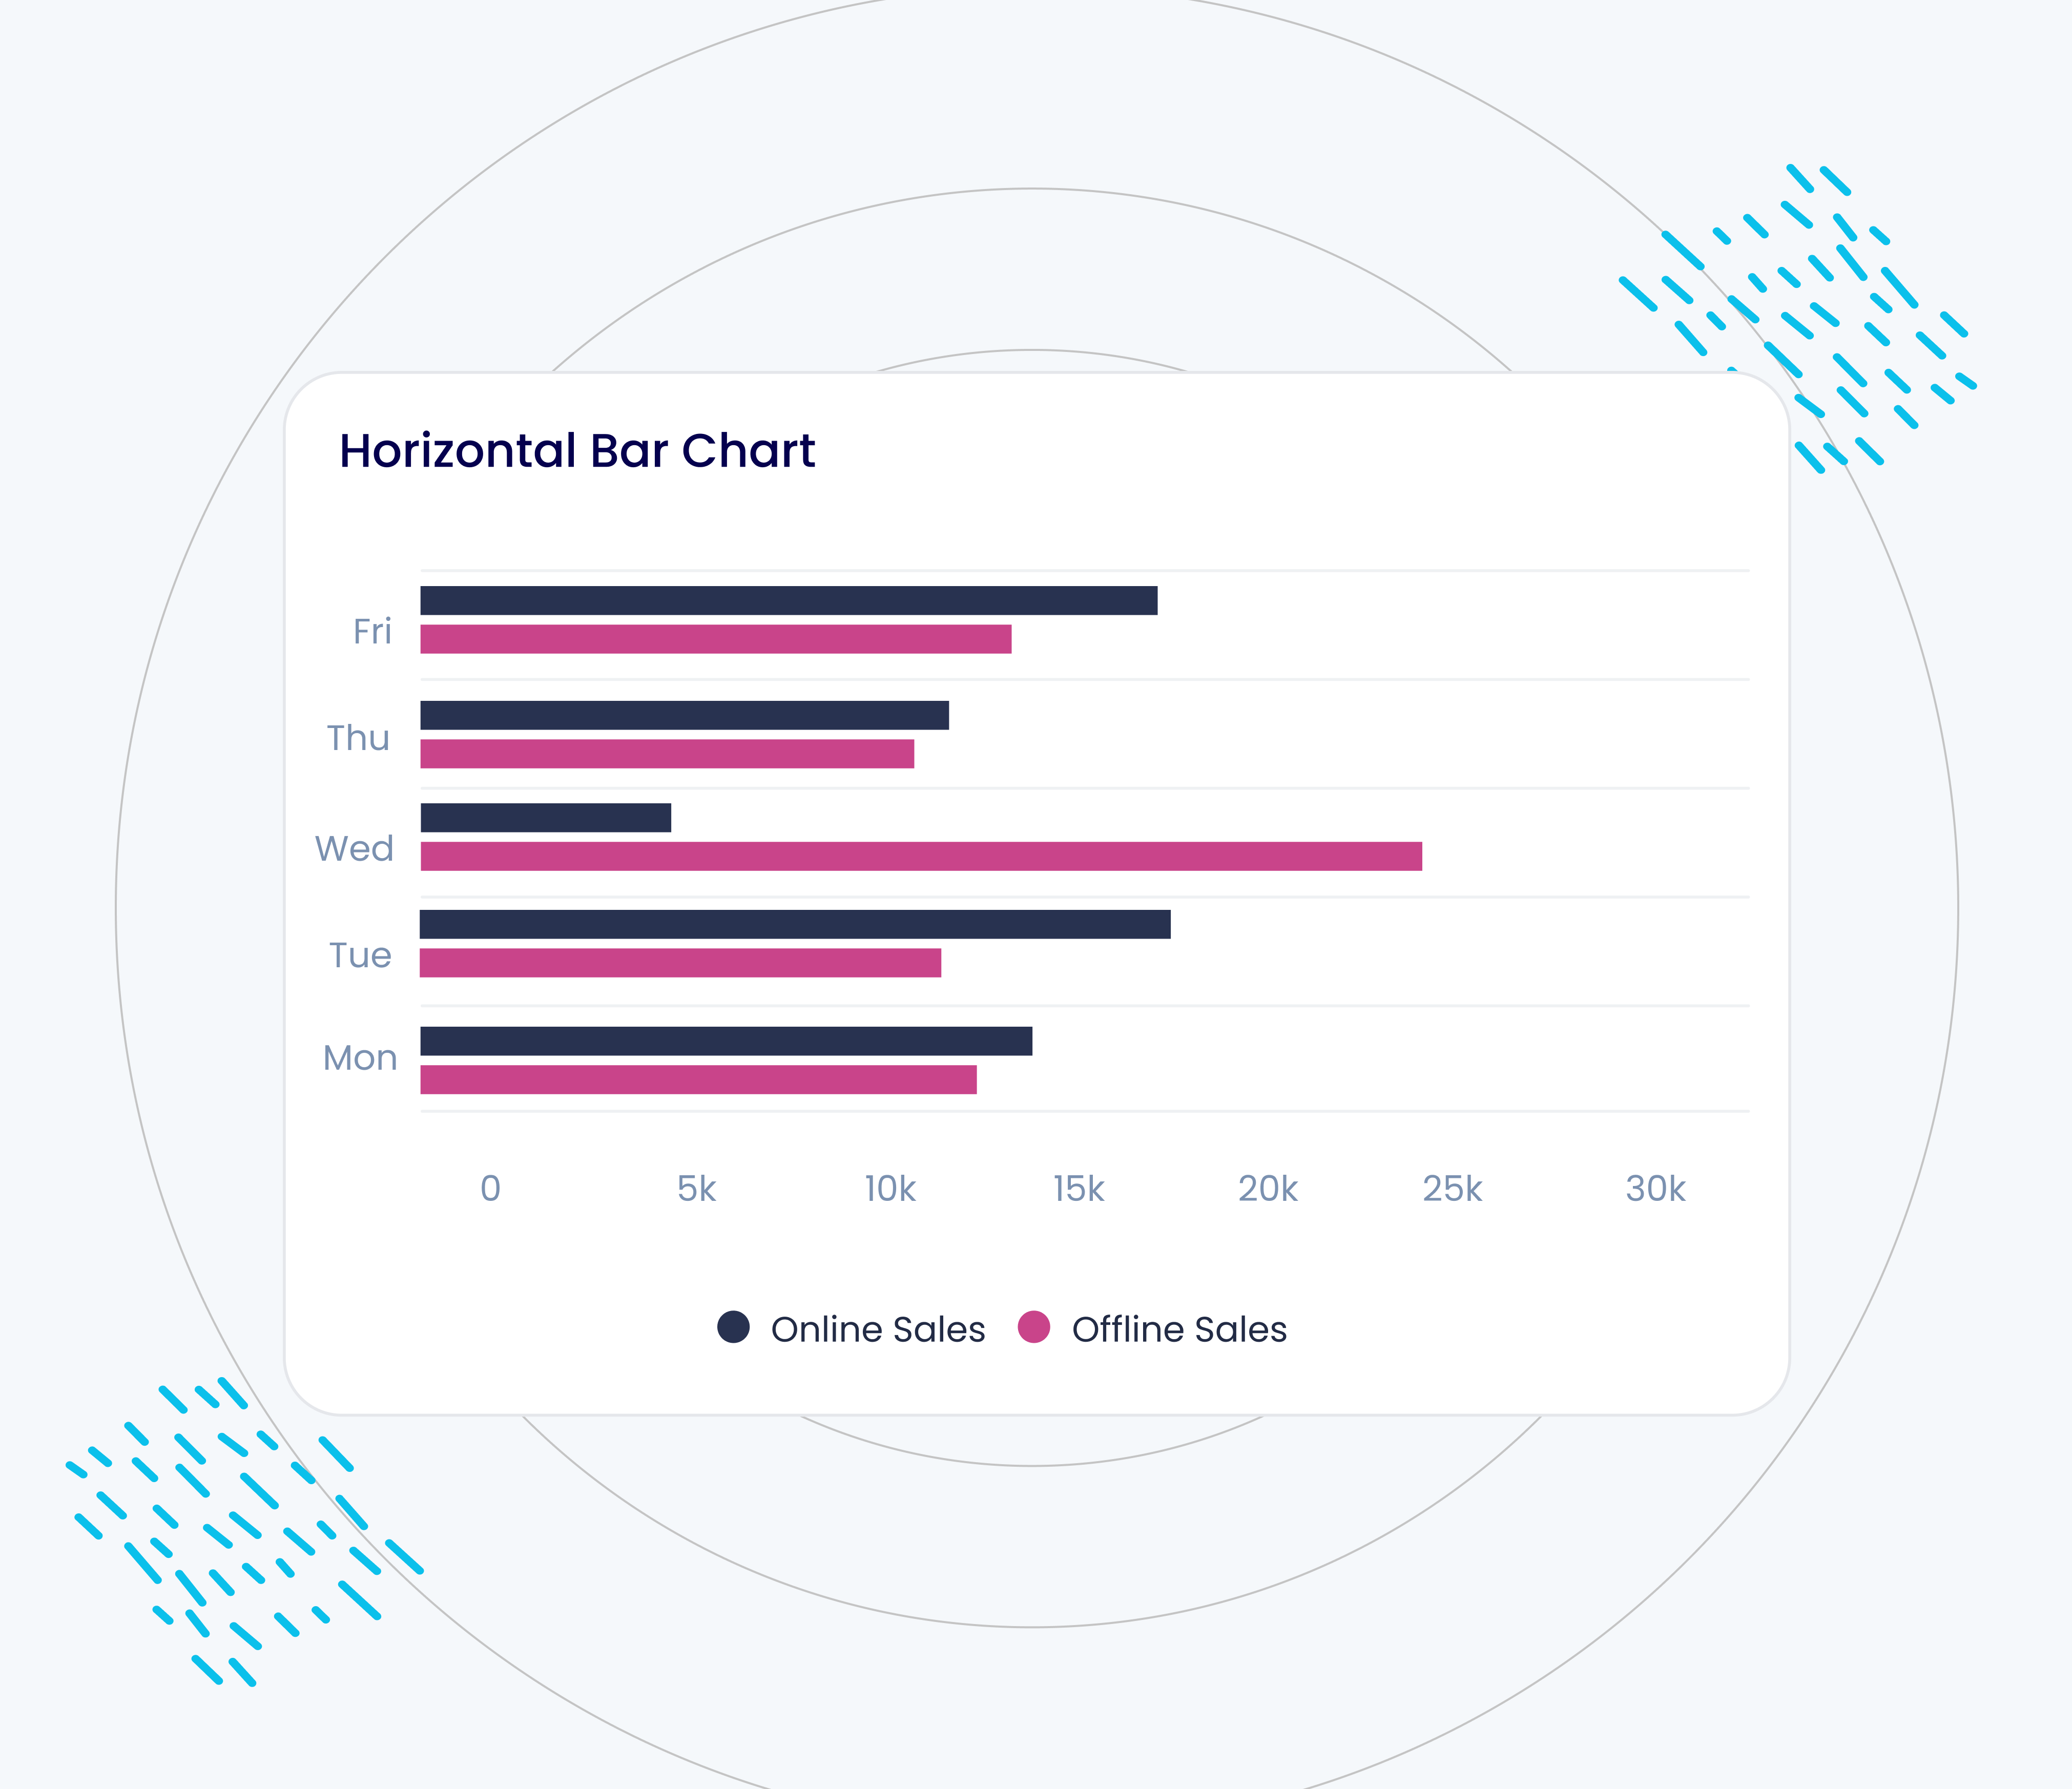 Horizontal Bar Chart
Fri
Thu
Wed
Tue
Mon
0 5k 10k 15k 20k 25k 30k
Online Sales Offline Sales